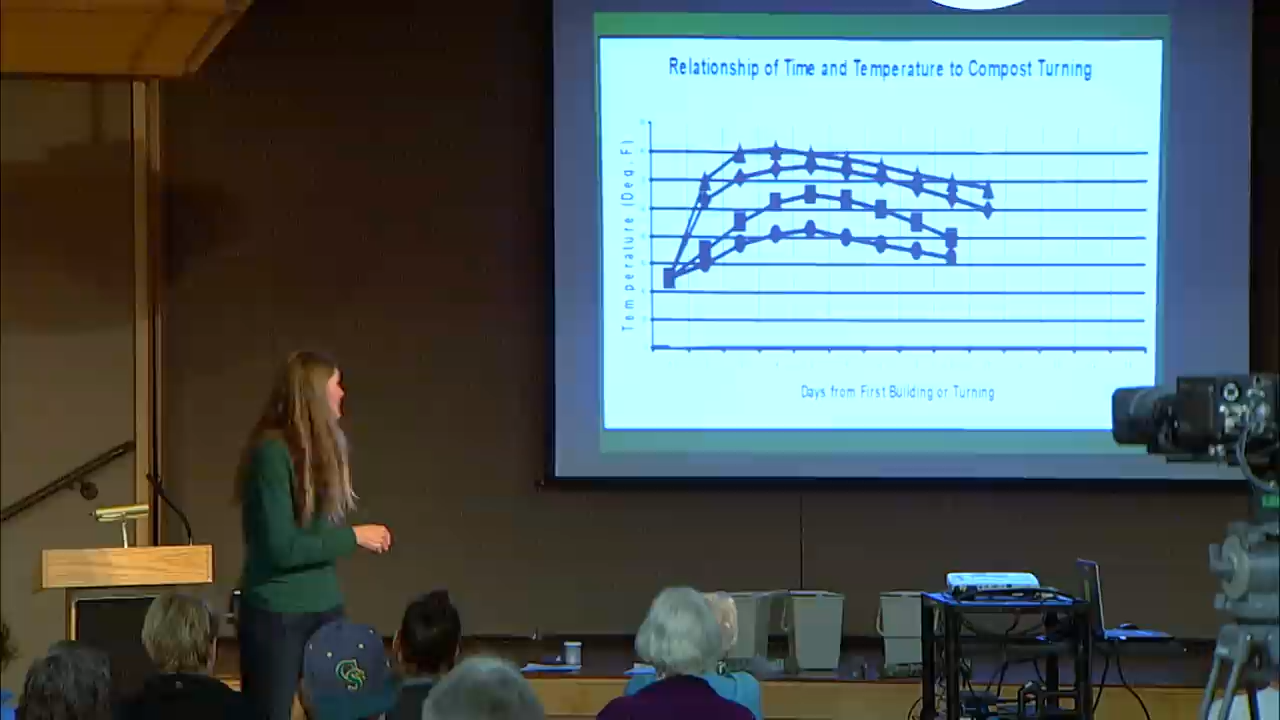 Relationship of Time and Temperature to Compost Turning
Temperature (Deg. F)
Days from First Building or Turning